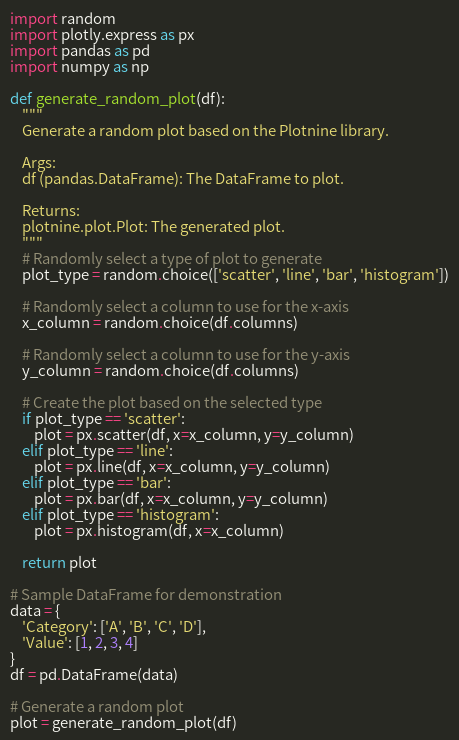 import random
import plotly.express as px
import pandas as pd
import numpy as np

def generate_random_plot(df):
    """
    Generate a random plot based on the Plotnine library.

    Args:
    df (pandas.DataFrame): The DataFrame to plot.

    Returns:
    plotnine.plot.Plot: The generated plot.
    """
    # Randomly select a type of plot to generate
    plot_type = random.choice(['scatter', 'line', 'bar', 'histogram'])

    # Randomly select a column to use for the x-axis
    x_column = random.choice(df.columns)

    # Randomly select a column to use for the y-axis
    y_column = random.choice(df.columns)

    # Create the plot based on the selected type
    if plot_type == 'scatter':
        plot = px.scatter(df, x=x_column, y=y_column)
    elif plot_type == 'line':
        plot = px.line(df, x=x_column, y=y_column)
    elif plot_type == 'bar':
        plot = px.bar(df, x=x_column, y=y_column)
    elif plot_type == 'histogram':
        plot = px.histogram(df, x=x_column)

    return plot

# Sample DataFrame for demonstration
data = {
    'Category': ['A', 'B', 'C', 'D'],
    'Value': [1, 2, 3, 4]
}
df = pd.DataFrame(data)

# Generate a random plot
plot = generate_random_plot(df)